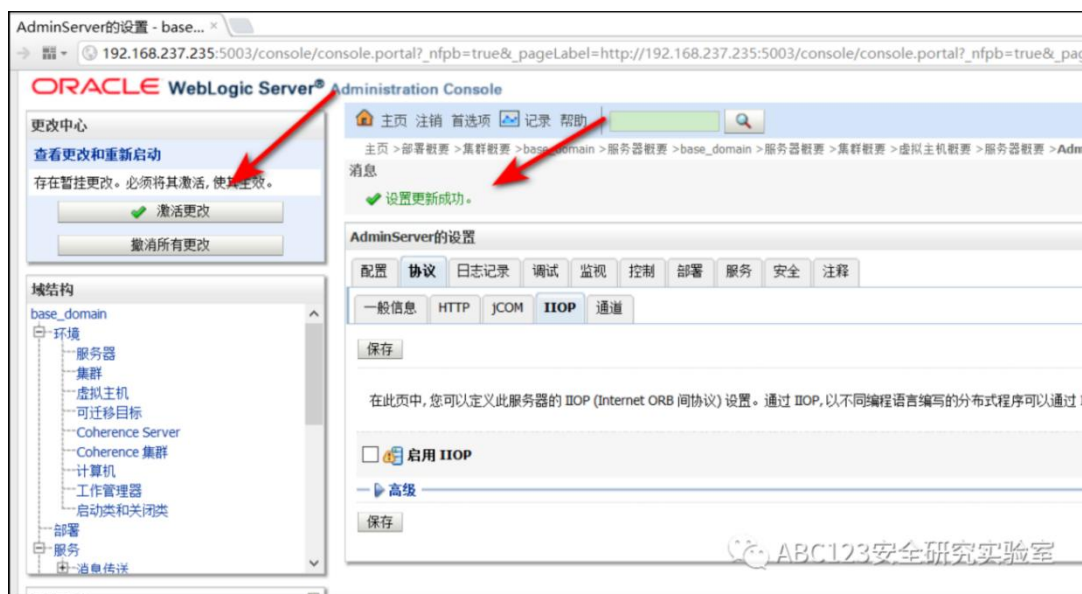 AdminServer的设置 - base... ×
192.168.237.235:5003/console/console.portal?_nfpb=true&_pageLabel=http://192.168.237.235:5003/console/console.portal?_nfpb=true&_pag
ORACLE WebLogic Server® Administration Console
更改中心
查看更改和重新启动
存在暂挂更改。必须将其激活, 使其生效。
激活更改
撤消所有更改
域结构
base_domain
环境
服务器
集群
虚拟主机
可迁移目标
Coherence Server
Coherence 集群
计算机
工作管理器
启动类和关闭类
部署
服务
消息传送
主页 注销 首选项 记录 帮助
主页 >部署概要 >集群概要 >base_domain >服务器概要 >base_domain >服务器概要 >集群概要 >虚拟主机概要 >服务器概要 >Adm
消息
设置更新成功。
AdminServer的设置
配置 协议 日志记录 调试 监视 控制 部署 服务 安全 注释
一般信息 HTTP jCOM IIOP 通道
保存
在此页中, 您可以定义此服务器的 IIOP (Internet ORB 间协议) 设置。通过 IIOP, 以不同编程语言编写的分布式程序可以通过 I
启用 IIOP
高级
保存
ABC123安全研究实验室